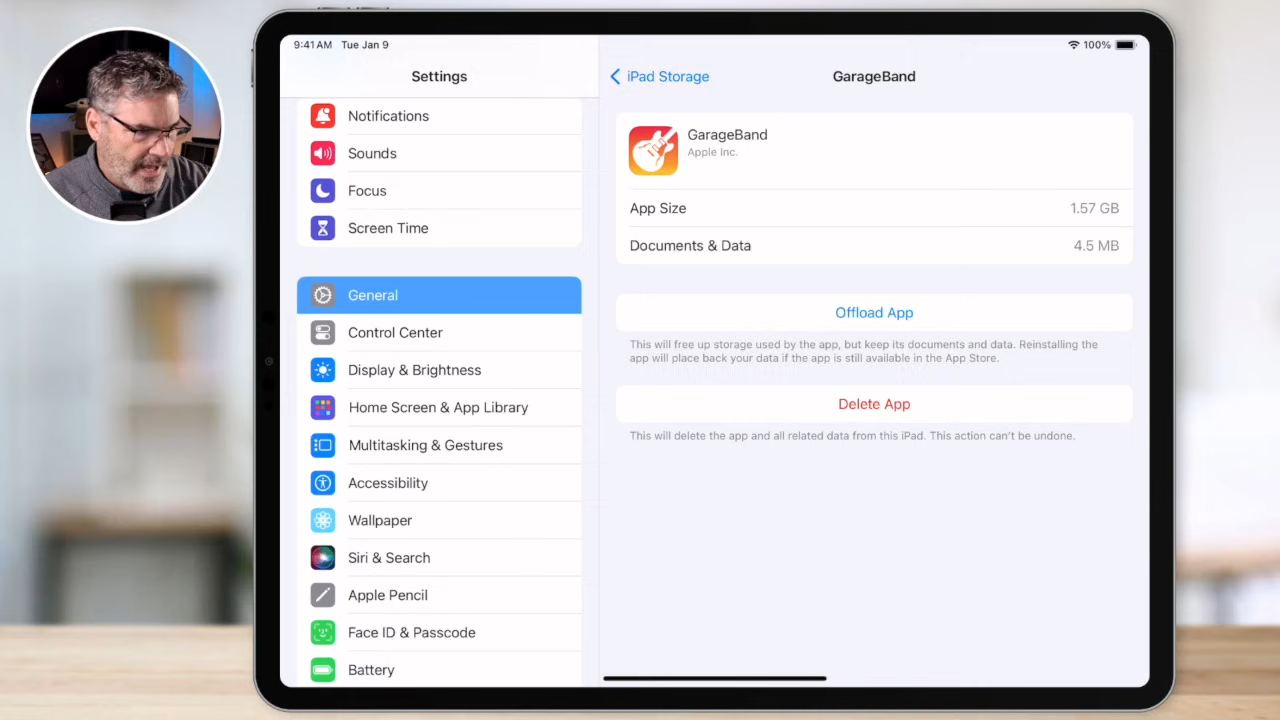 9:41 AM Tue Jan 9
100%
Settings
Notifications
Sounds
Focus
Screen Time
General
Control Center
Display & Brightness
Home Screen & App Library
Multitasking & Gestures
Accessibility
Wallpaper
Siri & Search
Apple Pencil
Face ID & Passcode
Battery
iPad Storage
GarageBand
GarageBand
Apple Inc.
App Size 1.57 GB
Documents & Data 4.5 MB
Offload App
This will free up storage used by the app, but keep its documents and data. Reinstalling the
app will place back your data if the app is still available in the App Store.
Delete App
This will delete the app and all related data from this iPad. This action can't be undone.